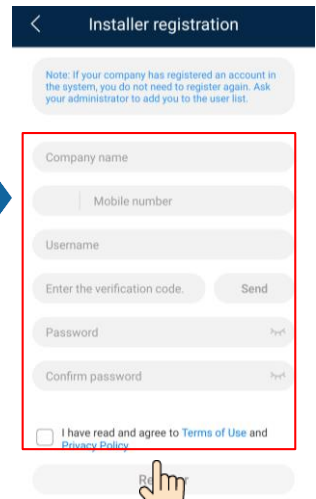 Installer registration
Note: If your company has registered an account in
the system, you do not need to register again. Ask
your administrator to add you to the user list.
Company name
Mobile number
Username
Enter the verification code.
Send
Password
Confirm password
I have read and agree to Terms of Use and
Privacy Policy